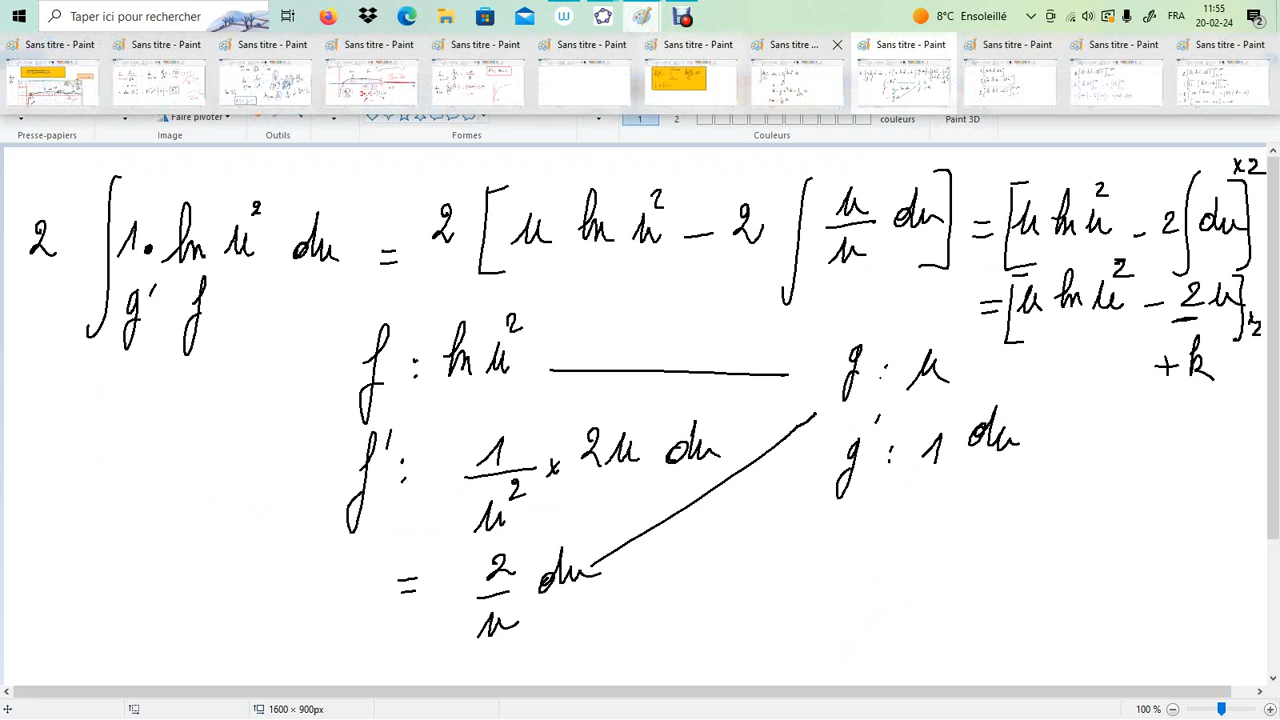 Taper ici pour rechercher
8°C Ensoleillé
FRA
11:55
20-02-24
Sans titre - Paint
Sans titre - Paint
Sans titre - Paint
Sans titre - Paint
Sans titre - Paint
Sans titre - Paint
Sans titre - Paint
Sans titre ...
Sans titre - Paint
Sans titre - Paint
Sans titre - Paint
Sans titre - Paint
Faire pivoter
1 2
couleurs
Presse-papiers
Image
Outils
Formes
Couleurs
Paint 3D
2 ∫ 1. ln u² du = 2 [ u ln u² - 2 ∫ u/u du ] = [ u ln u² - 2 ∫ du ] x2
g' f
= [ u ln u² - 2u ] x2
+ k
f : ln u² g : u
f' : 1/u² x 2u du g' : 1 du
= 2/u du
1600 × 900px
100 %